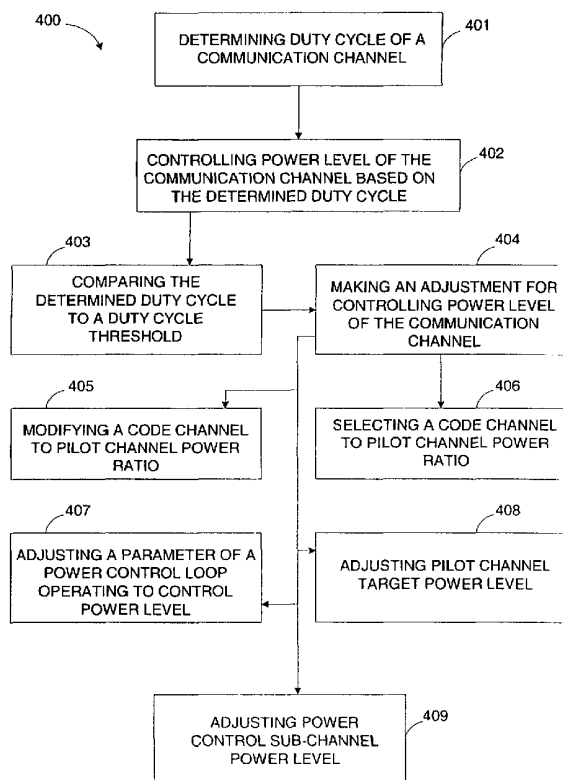 400
401
DETERMINING DUTY CYCLE OF A
COMMUNICATION CHANNEL
402
CONTROLLING POWER LEVEL OF THE
COMMUNICATION CHANNEL BASED ON
THE DETERMINED DUTY CYCLE
403
COMPARING THE
DETERMINED DUTY CYCLE
TO A DUTY CYCLE
THRESHOLD
404
MAKING AN ADJUSTMENT FOR
CONTROLLING POWER LEVEL
OF THE COMMUNICATION
CHANNEL
405
MODIFYING A CODE CHANNEL
TO PILOT CHANNEL POWER
RATIO
406
SELECTING A CODE CHANNEL
TO PILOT CHANNEL POWER
RATIO
407
ADJUSTING A PARAMETER OF A
POWER CONTROL LOOP
OPERATING TO CONTROL
POWER LEVEL
408
ADJUSTING PILOT CHANNEL
TARGET POWER LEVEL
409
ADJUSTING POWER
CONTROL SUB-CHANNEL
POWER LEVEL